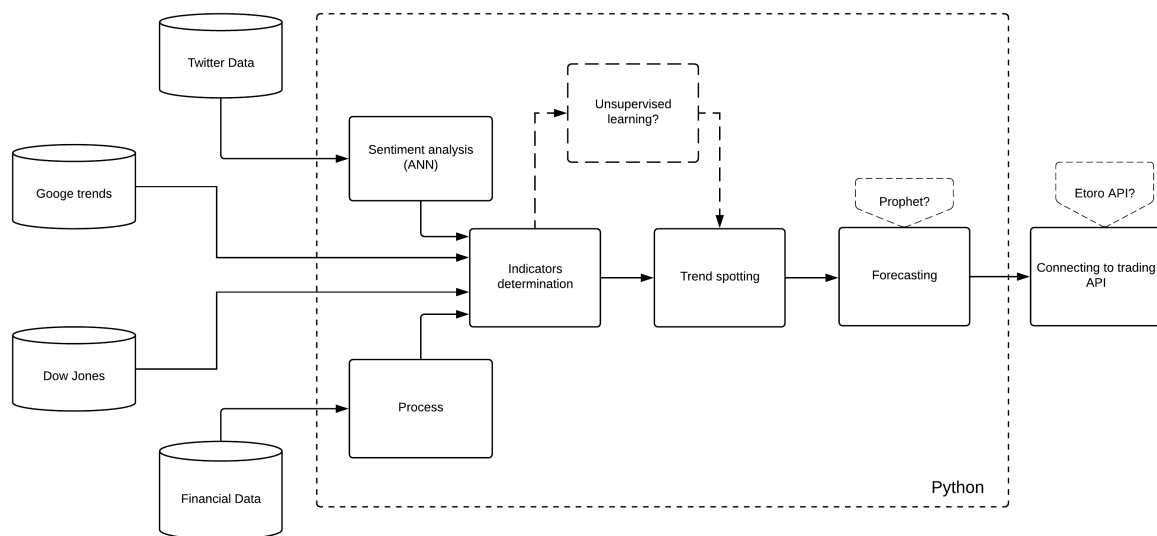 Twitter Data
Unsupervised
learning?
Sentiment analysis
(ANN)
Googe trends
Prophet?
Etoro API?
Indicators
determination
Trend spotting
Forecasting
Connecting to trading
API
Dow Jones
Process
Financial Data
Python